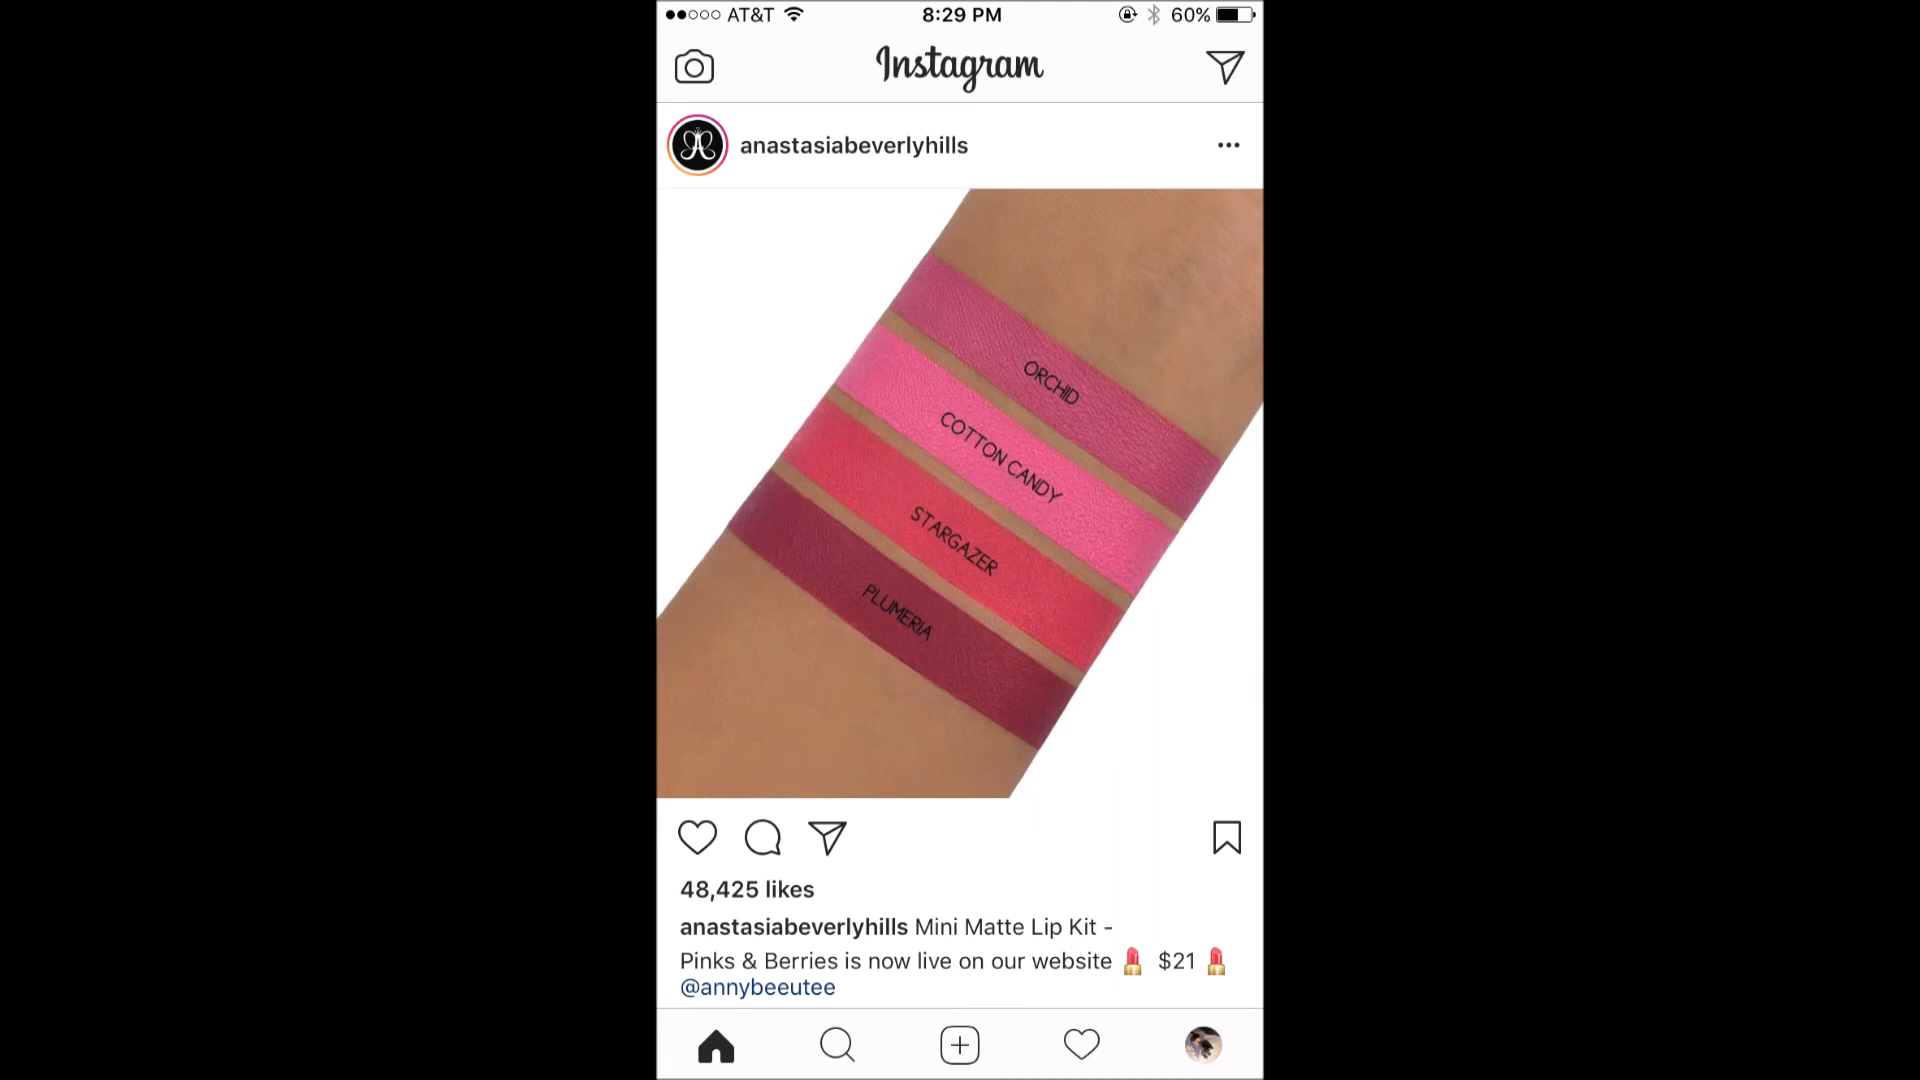 AT&T 8:29 PM 60%
Instagram
anastasiabeverlyhills
ORCHID
COTTON CANDY
STARGAZER
PLUMERIA
48,425 likes
anastasiabeverlyhills Mini Matte Lip Kit -
Pinks & Berries is now live on our website 💄 $21 💄
@annybeeutee